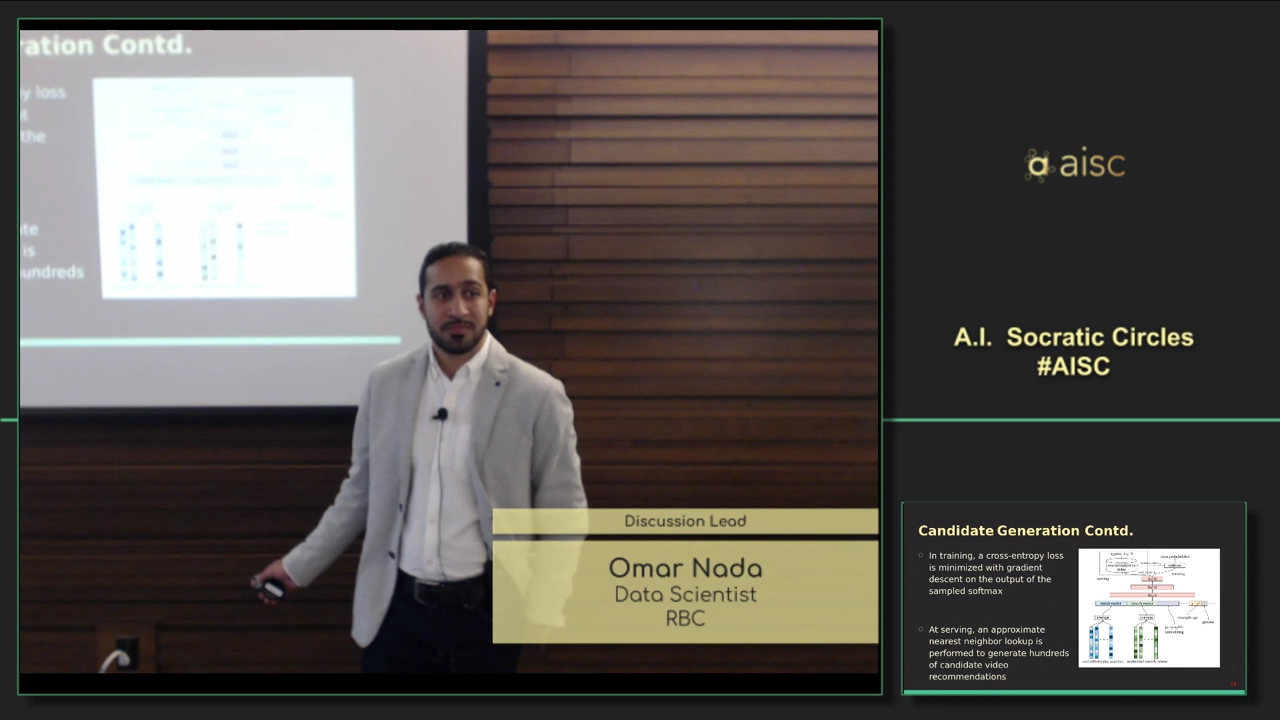 ration Contd.
y loss
t
the
te
is
undreds
Discussion Lead
Omar Nada
Data Scientist
RBC
aisc
A.I. Socratic Circles
#AISC
Candidate Generation Contd.
In training, a cross-entropy loss
is minimized with gradient
descent on the output of the
sampled softmax
At serving, an approximate
nearest neighbor lookup is
performed to generate hundreds
of candidate video
recommendations